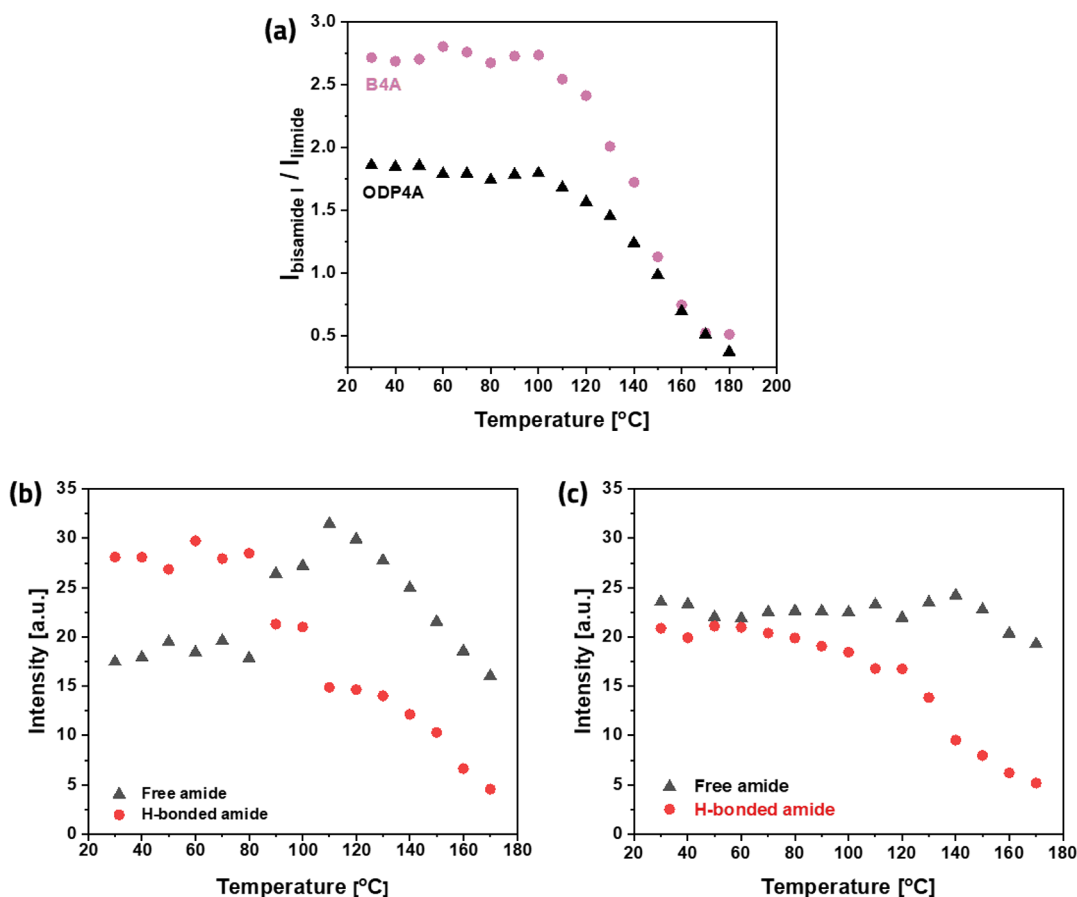 (a)
I bisamide I / I limide
3.0
2.5
2.0
1.5
1.0
0.5
B4A
ODP4A
20 40 60 80 100 120 140 160 180 200
Temperature [°C]
(b)
Intensity [a.u.]
35
30
25
20
15
10
5
0
Free amide
H-bonded amide
20 40 60 80 100 120 140 160 180
Temperature [°C]
(c)
Intensity [a.u.]
35
30
25
20
15
10
5
0
Free amide
H-bonded amide
20 40 60 80 100 120 140 160 180
Temperature [°C]